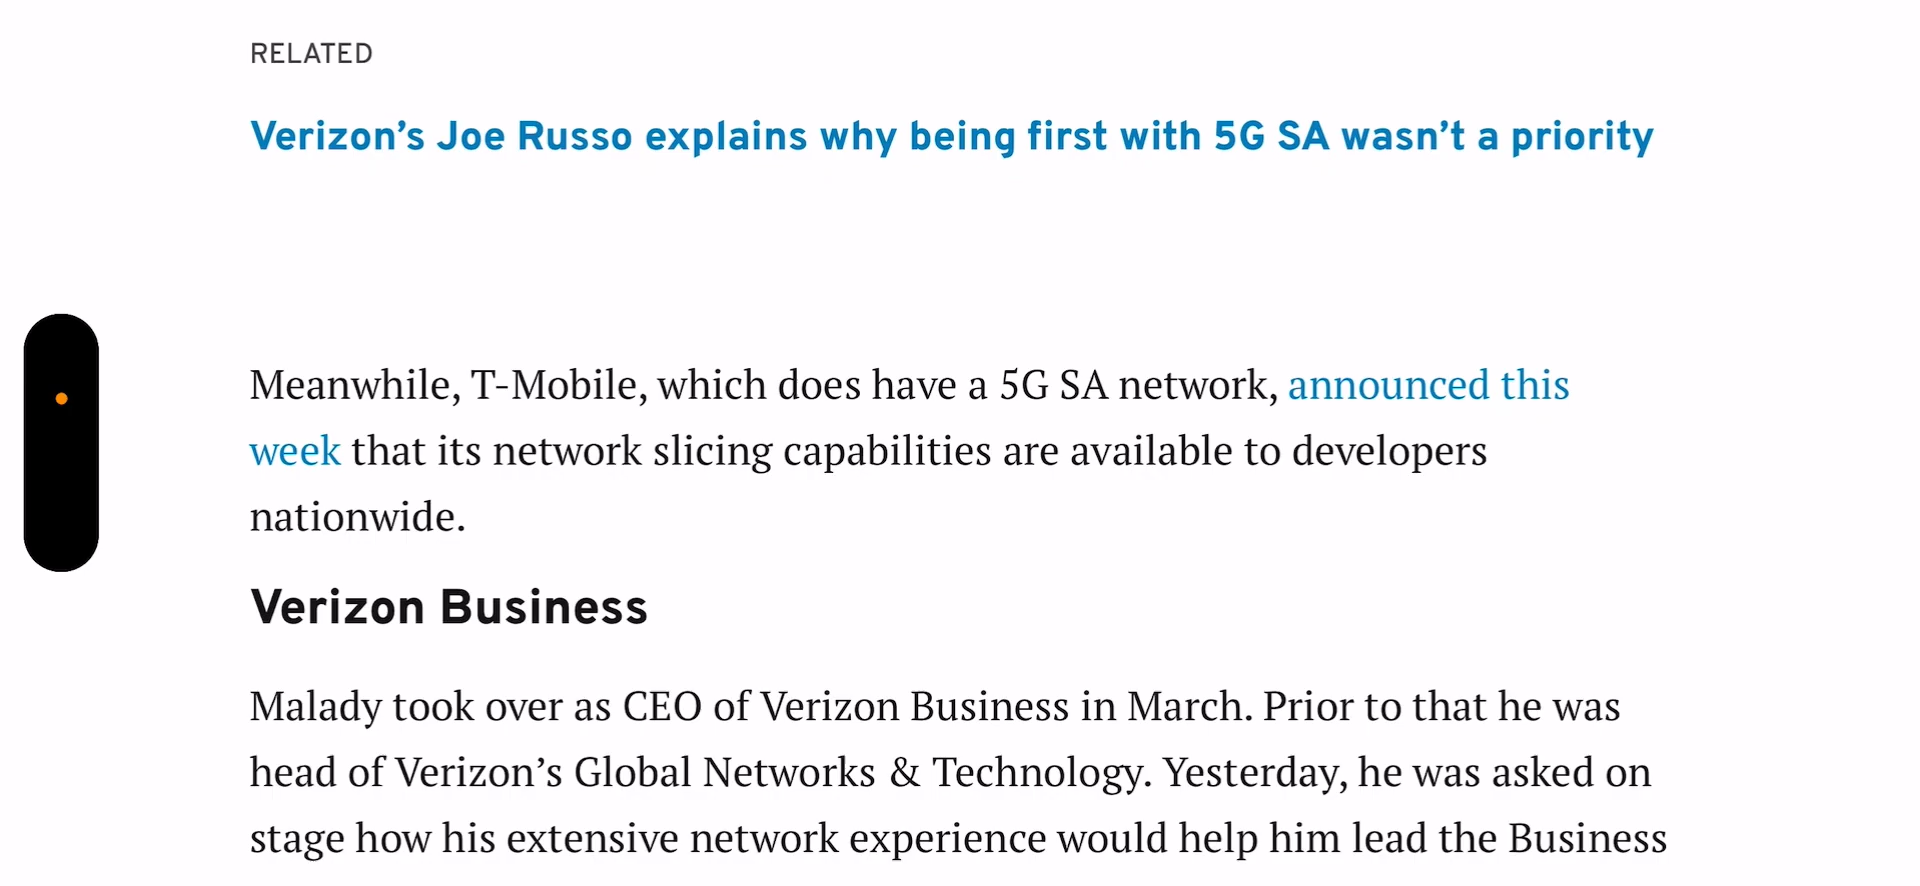 RELATED
Verizon’s Joe Russo explains why being first with 5G SA wasn’t a priority
Meanwhile, T-Mobile, which does have a 5G SA network, announced this
week that its network slicing capabilities are available to developers
nationwide.
Verizon Business
Malady took over as CEO of Verizon Business in March. Prior to that he was
head of Verizon’s Global Networks & Technology. Yesterday, he was asked on
stage how his extensive network experience would help him lead the Business